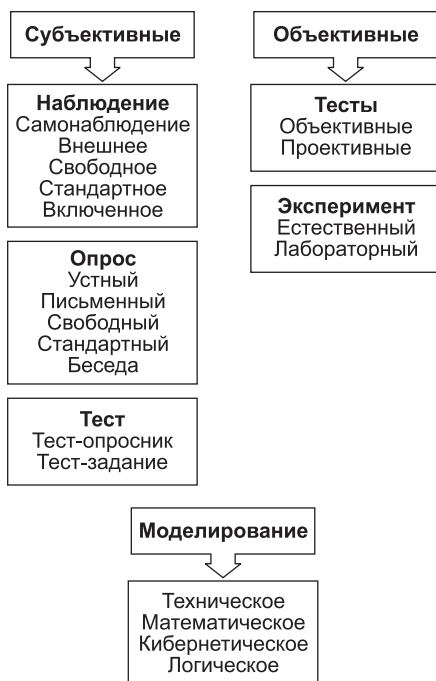 Субъективные
Наблюдение
Самонаблюдение
Внешнее
Свободное
Стандартное
Включенное
Опрос
Устный
Письменный
Свободный
Стандартный
Беседа
Тест
Тест-опросник
Тест-задание
Объективные
Тесты
Объективные
Проективные
Эксперимент
Естественный
Лабораторный
Моделирование
Техническое
Математическое
Кибернетическое
Логическое